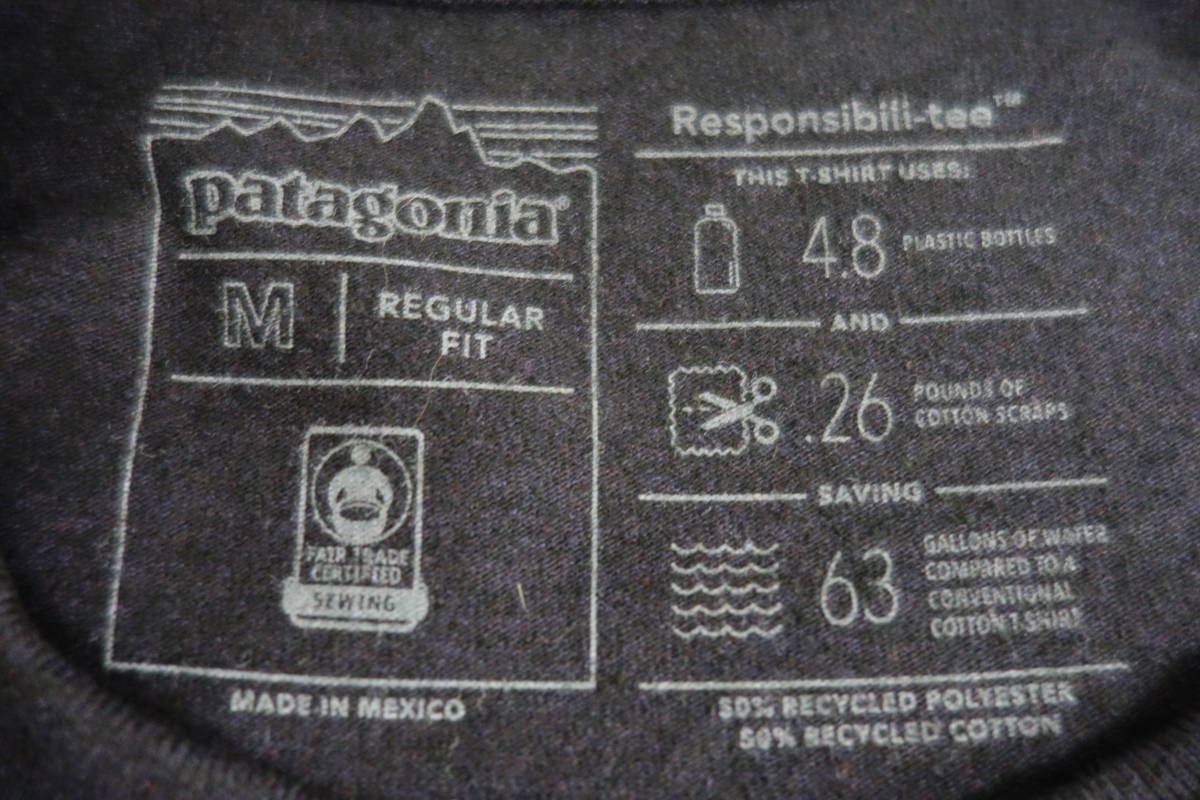 patagonia®
M
REGULAR
FIT
FAIR TRADE
CERTIFIED
SEWING
MADE IN MEXICO
Responsibili-tee™
THIS T-SHIRT USES:
4.8 PLASTIC BOTTLES
AND
.26 POUNDS OF
COTTON SCRAPS
SAVING
63
GALLONS OF WATER
COMPARED TO A
CONVENTIONAL
COTTON T-SHIRT
50% RECYCLED POLYESTER
50% RECYCLED COTTON